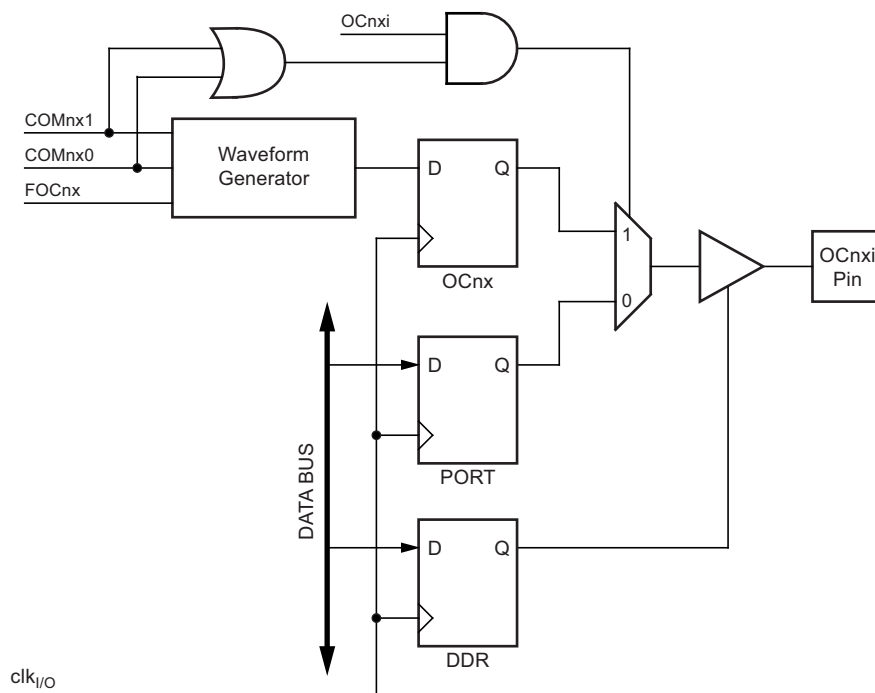 OCnxi
COMnx1
COMnx0
FOCnx
Waveform
Generator
D Q
OCnx
1
0
OCnxi
Pin
D Q
PORT
DATA BUS
D Q
DDR
clkI/O